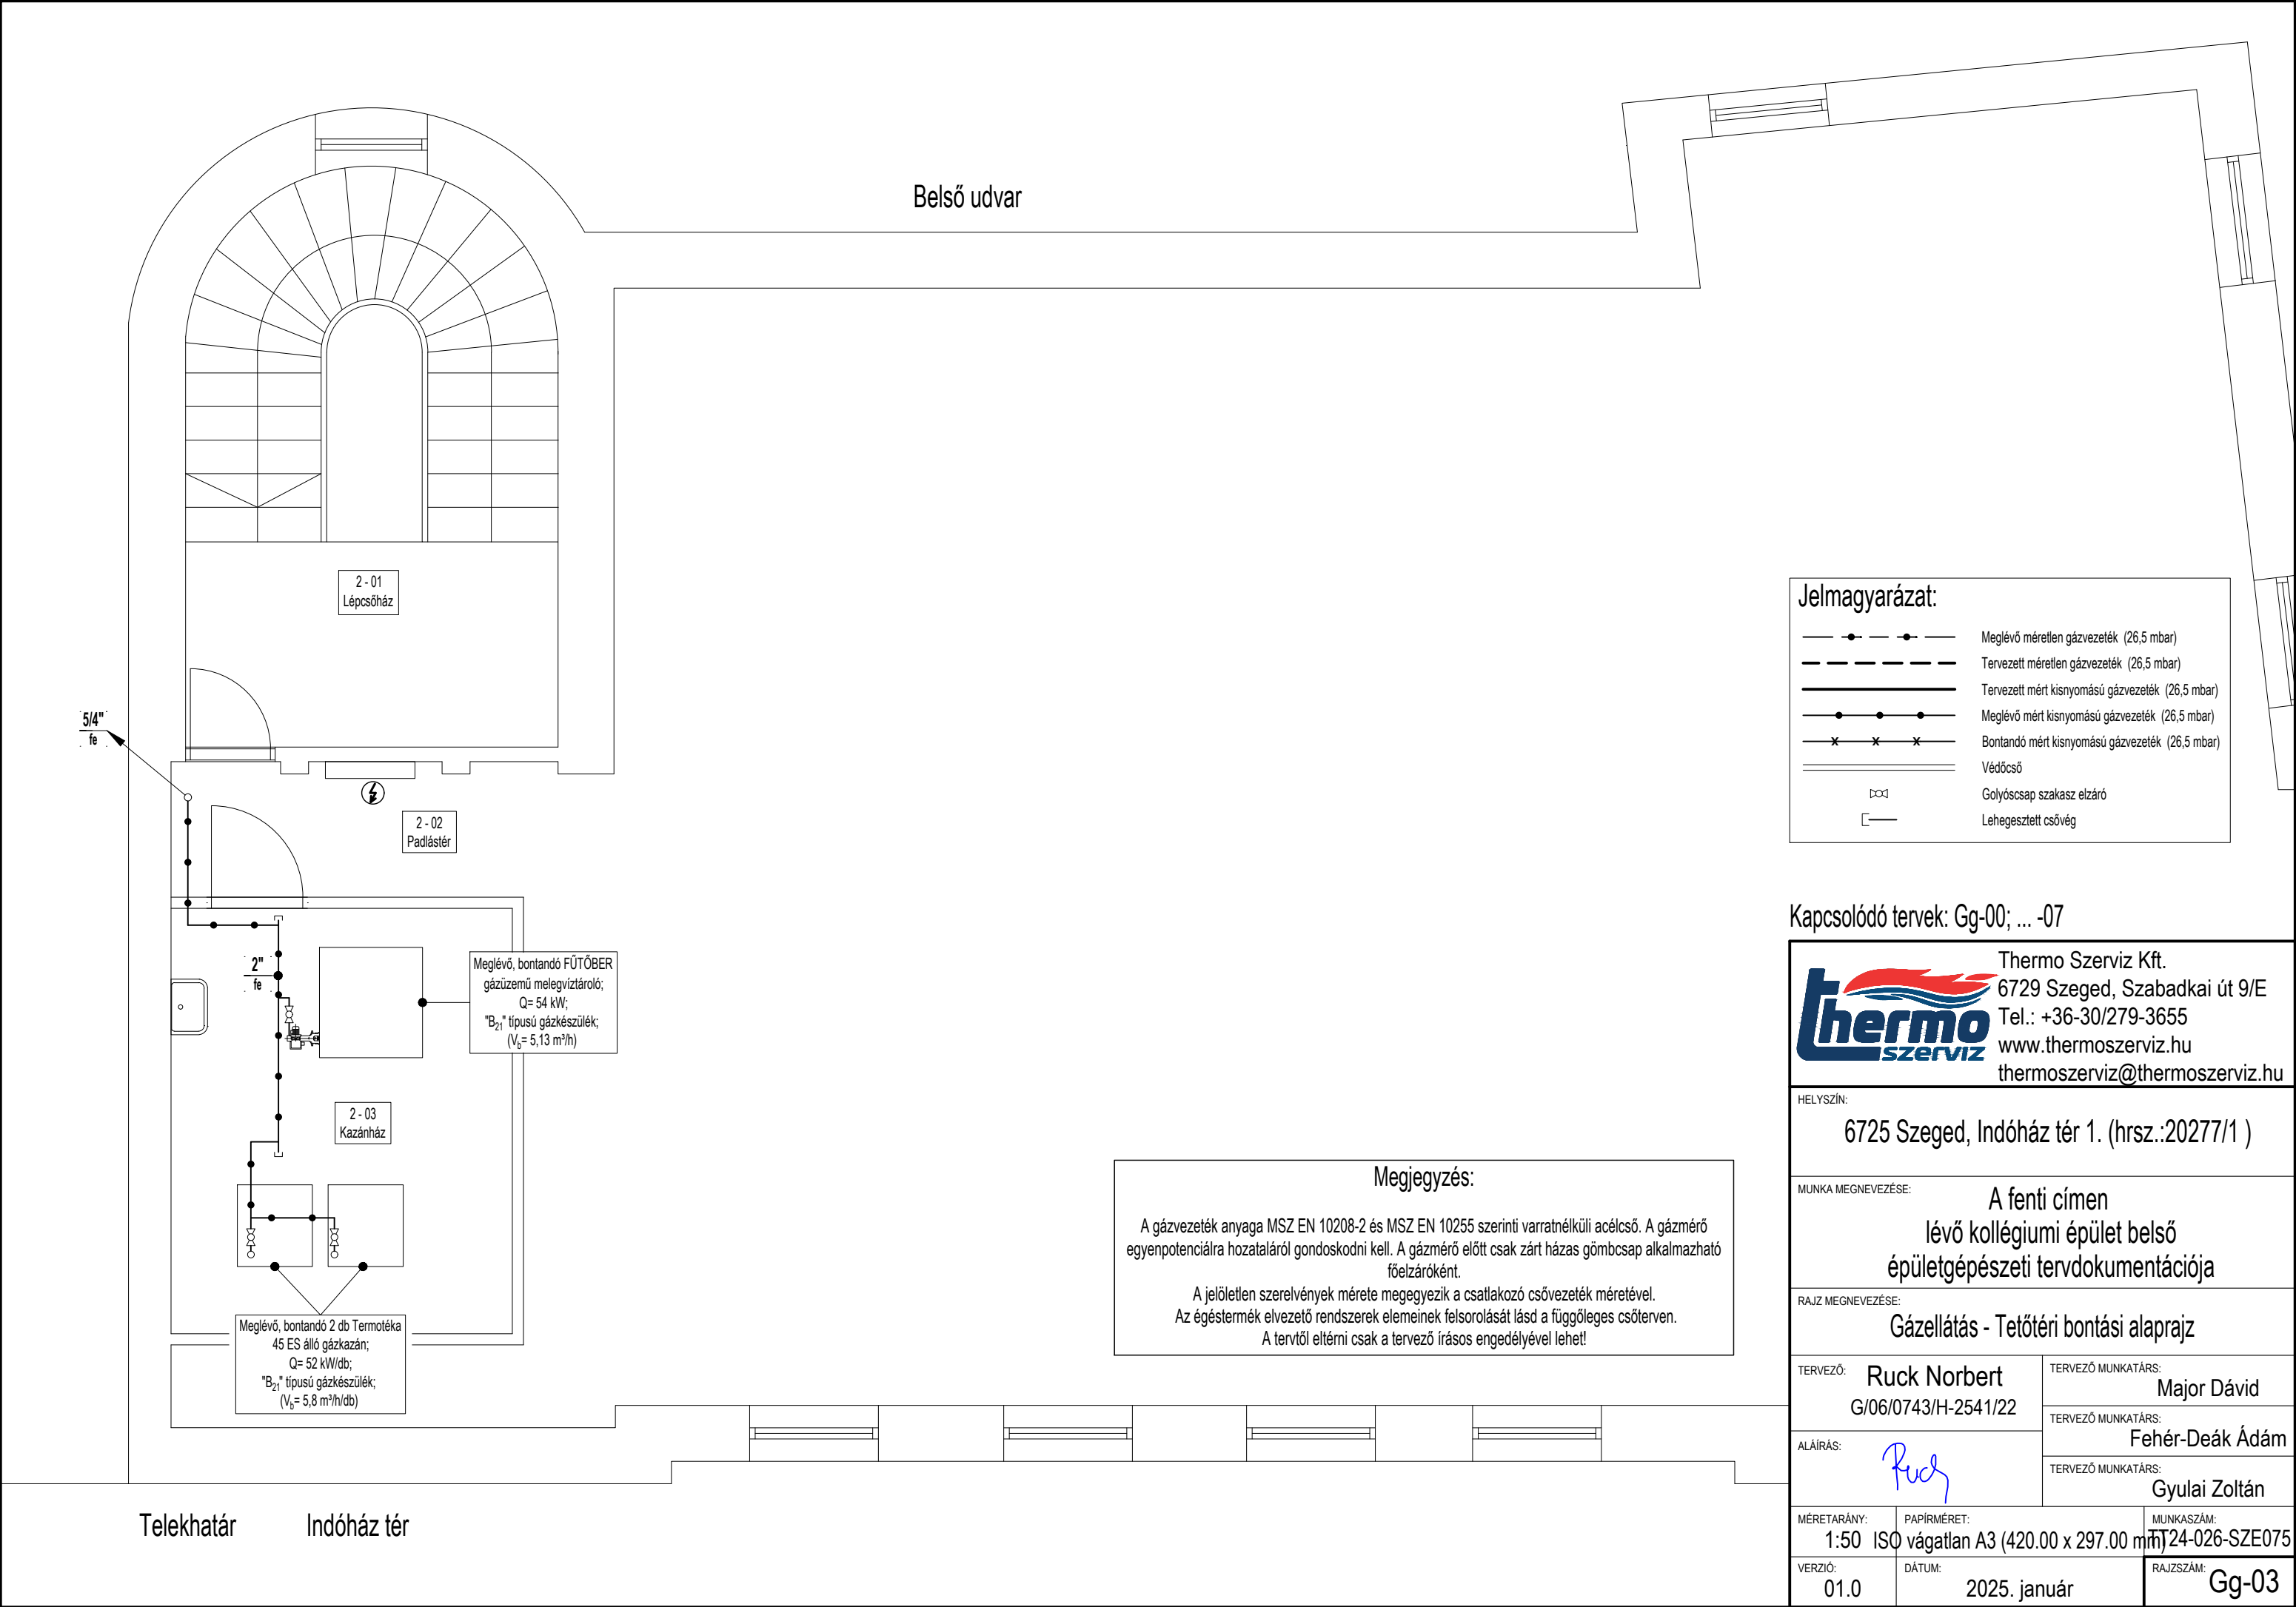 Belső udvar
2 - 01
Lépcsőház
5/4"
fe
2 - 02
Padlástér
2"
fe
Meglévő, bontandó FŰTŐBER
gázüzemű melegvíztároló;
Q= 54 kW;
"B21" típusú gázkészülék;
(Vb= 5,13 m³/h)
2 - 03
Kazánház
Meglévő, bontandó 2 db Termotéka
45 ES álló gázkazán;
Q= 52 kW/db;
"B21" típusú gázkészülék;
(Vb= 5,8 m³/h/db)
Telekhatár
Indóház tér
Megjegyzés:
A gázvezeték anyaga MSZ EN 10208-2 és MSZ EN 10255 szerinti varratnélküli acélcső. A gázmérő
egyenpotenciálra hozataláról gondoskodni kell. A gázmérő előtt csak zárt házas gömbcsap alkalmazható
főelzáróként.
A jelöletlen szerelvények mérete megegyezik a csatlakozó csővezeték méretével.
Az égéstermék elvezető rendszerek elemeinek felsorolását lásd a függőleges csőterven.
A tervtől eltérni csak a tervező írásos engedélyével lehet!
Jelmagyarázat:
Meglévő méretlen gázvezeték (26,5 mbar)
Tervezett méretlen gázvezeték (26,5 mbar)
Tervezett mért kisnyomású gázvezeték (26,5 mbar)
Meglévő mért kisnyomású gázvezeték (26,5 mbar)
x x x Bontandó mért kisnyomású gázvezeték (26,5 mbar)
Védőcső
Golyóscsap szakasz elzáró
Lehegesztett csővég
Kapcsolódó tervek: Gg-00; ... -07
thermo
szerviz
Thermo Szerviz Kft.
6729 Szeged, Szabadkai út 9/E
Tel.: +36-30/279-3655
www.thermoszerviz.hu
thermoszerviz@thermoszerviz.hu
HELYSZÍN:
6725 Szeged, Indóház tér 1. (hrsz.:20277/1 )
MUNKA MEGNEVEZÉSE:
A fenti címen
lévő kollégiumi épület belső
épületgépészeti tervdokumentációja
RAJZ MEGNEVEZÉSE:
Gázellátás - Tetőtéri bontási alaprajz
TERVEZŐ:
Ruck Norbert
G/06/0743/H-2541/22
TERVEZŐ MUNKATÁRS:
Major Dávid
TERVEZŐ MUNKATÁRS:
Fehér-Deák Ádám
ALÁÍRÁS:
Ruck
TERVEZŐ MUNKATÁRS:
Gyulai Zoltán
MÉRETARÁNY:
1:50
PAPÍRMÉRET:
ISO vágatlan A3 (420.00 x 297.00 mm)
MUNKASZÁM:
TT24-026-SZE075
VERZIÓ:
01.0
DÁTUM:
2025. január
RAJZSZÁM:
Gg-03